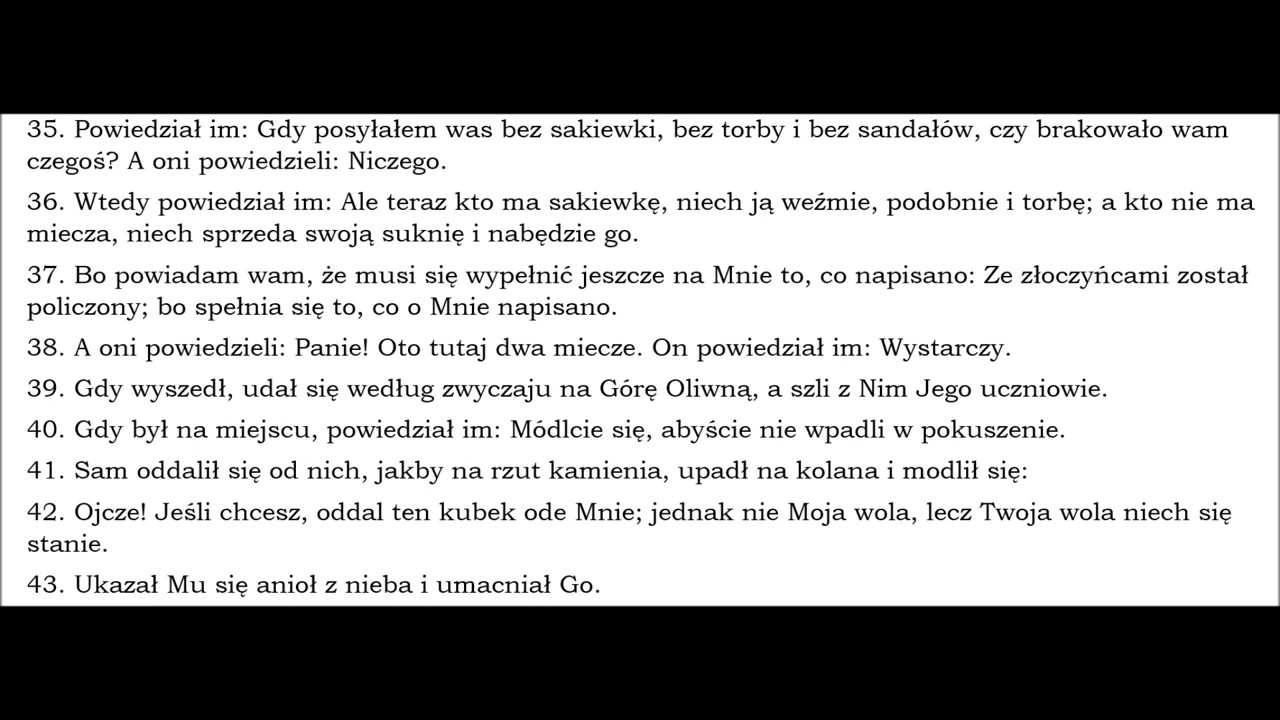 35. Powiedział im: Gdy posyłałem was bez sakiewki, bez torby i bez sandałów, czy brakowało wam
czegoś? A oni powiedzieli: Niczego.
36. Wtedy powiedział im: Ale teraz kto ma sakiewkę, niech ją weźmie, podobnie i torbę; a kto nie ma
miecza, niech sprzeda swoją suknię i nabędzie go.
37. Bo powiadam wam, że musi się wypełnić jeszcze na Mnie to, co napisano: Ze złoczyńcami został
policzony; bo spełnia się to, co o Mnie napisano.
38. A oni powiedzieli: Panie! Oto tutaj dwa miecze. On powiedział im: Wystarczy.
39. Gdy wyszedł, udał się według zwyczaju na Górę Oliwną, a szli z Nim Jego uczniowie.
40. Gdy był na miejscu, powiedział im: Módlcie się, abyście nie wpadli w pokuszenie.
41. Sam oddalił się od nich, jakby na rzut kamienia, upadł na kolana i modlił się:
42. Ojcze! Jeśli chcesz, oddal ten kubek ode Mnie; jednak nie Moja wola, lecz Twoja wola niech się
stanie.
43. Ukazał Mu się anioł z nieba i umacniał Go.